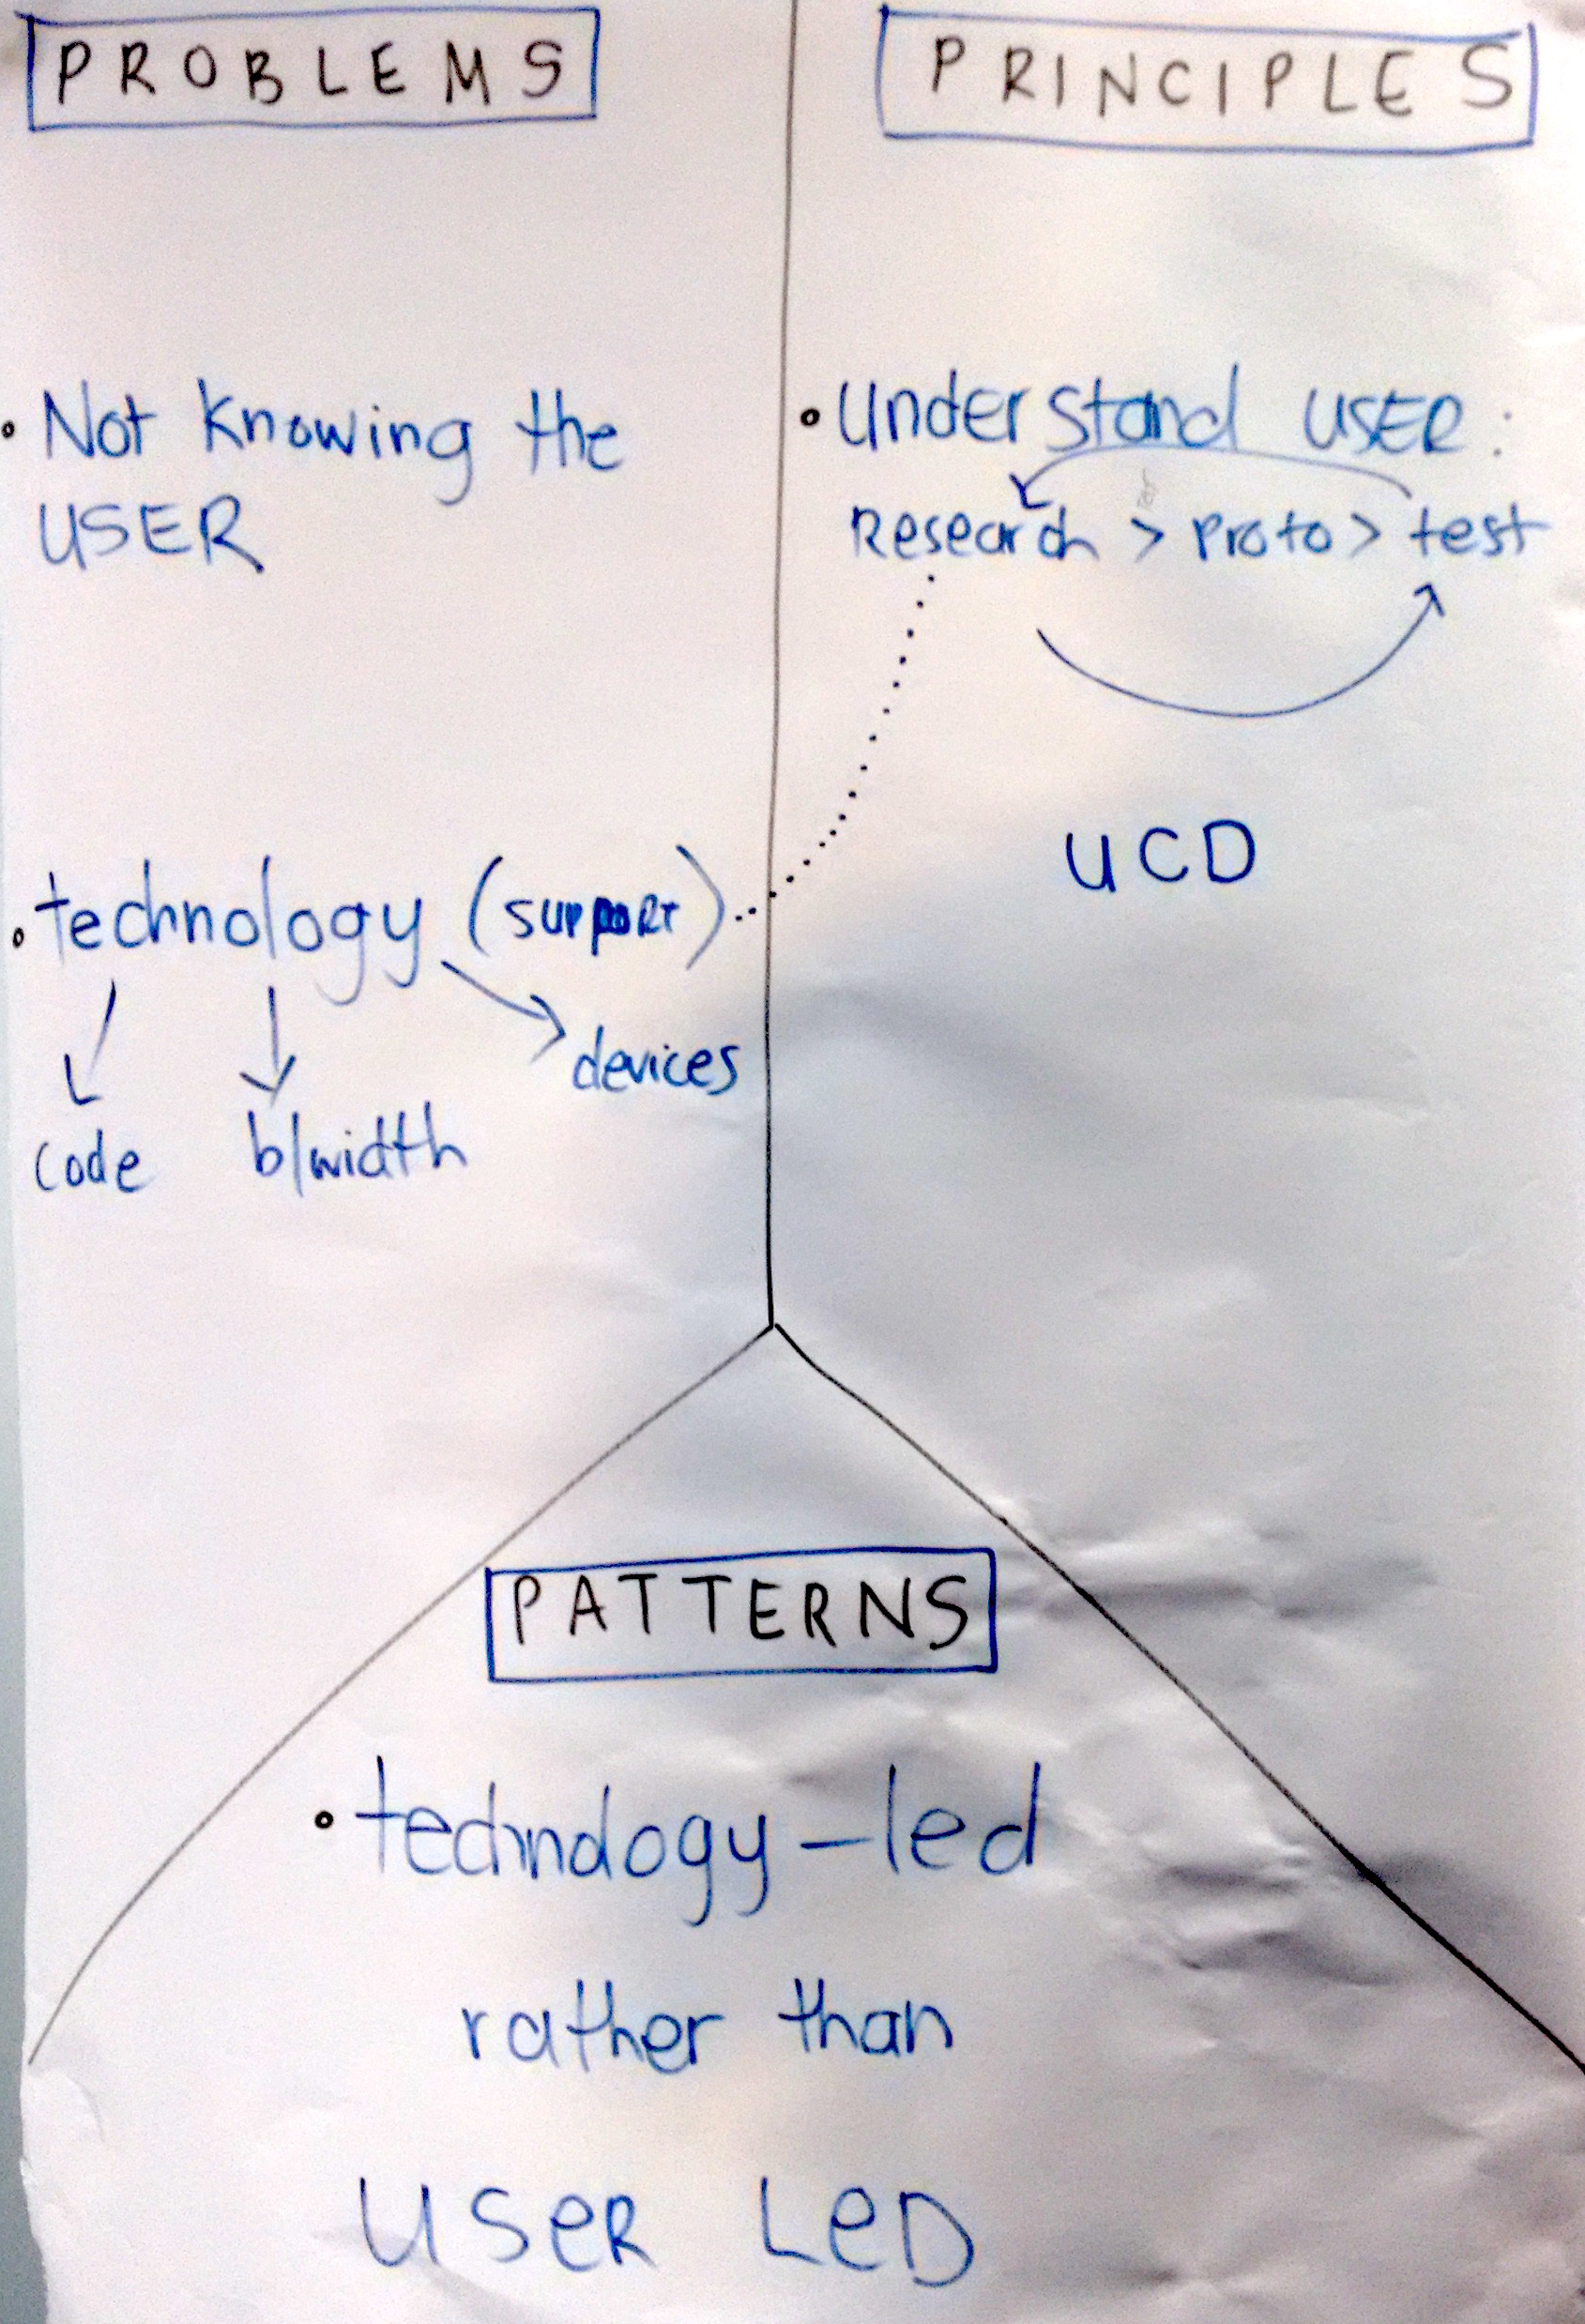 PROBLEMS
• Not knowing the
USER
• technology (support)
code
b/width
devices
PRINCIPLES
• Understand USER:
Research > Proto > test
UCD
PATTERNS
• technology-led
rather than
USER LED